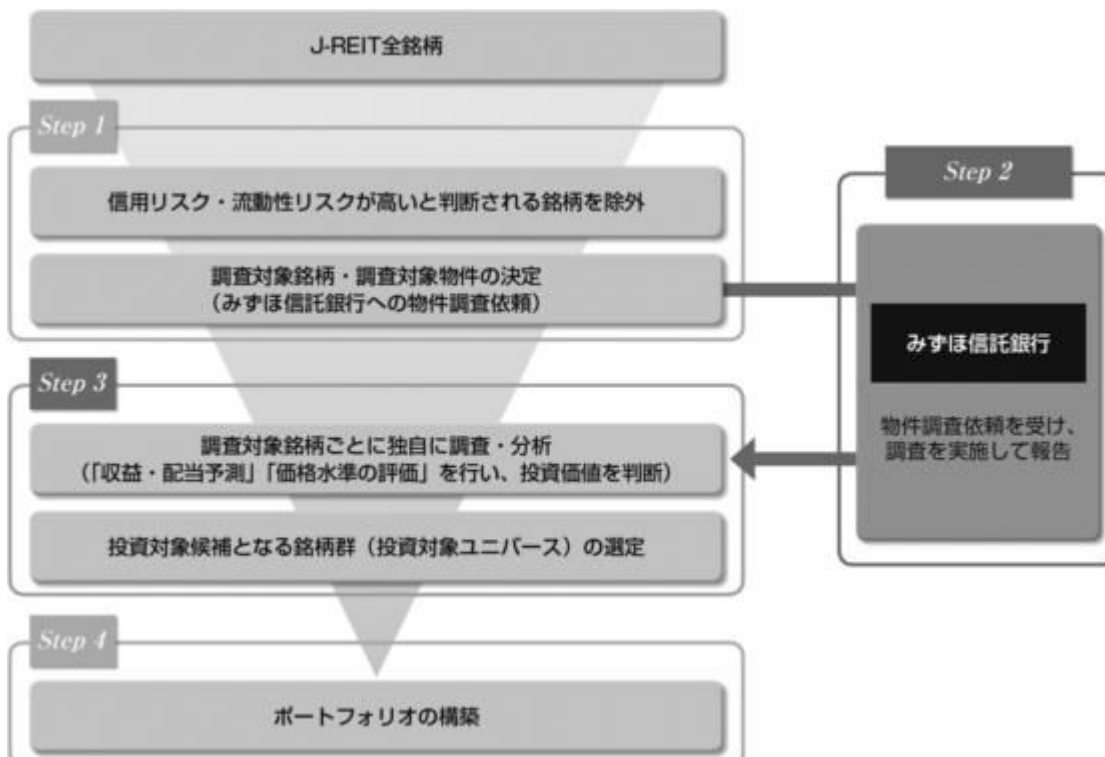 J-REIT全銘柄
Step 1
信用リスク・流動性リスクが高いと判断される銘柄を除外
調査対象銘柄・調査対象物件の決定
（みずほ信託銀行への物件調査依頼）
Step 2
みずほ信託銀行
物件調査依頼を受け、
調査を実施して報告
Step 3
調査対象銘柄ごとに独自に調査・分析
（「収益・配当予測」「価格水準の評価」を行い、投資価値を判断）
投資対象候補となる銘柄群（投資対象ユニバース）の選定
Step 4
ポートフォリオの構築